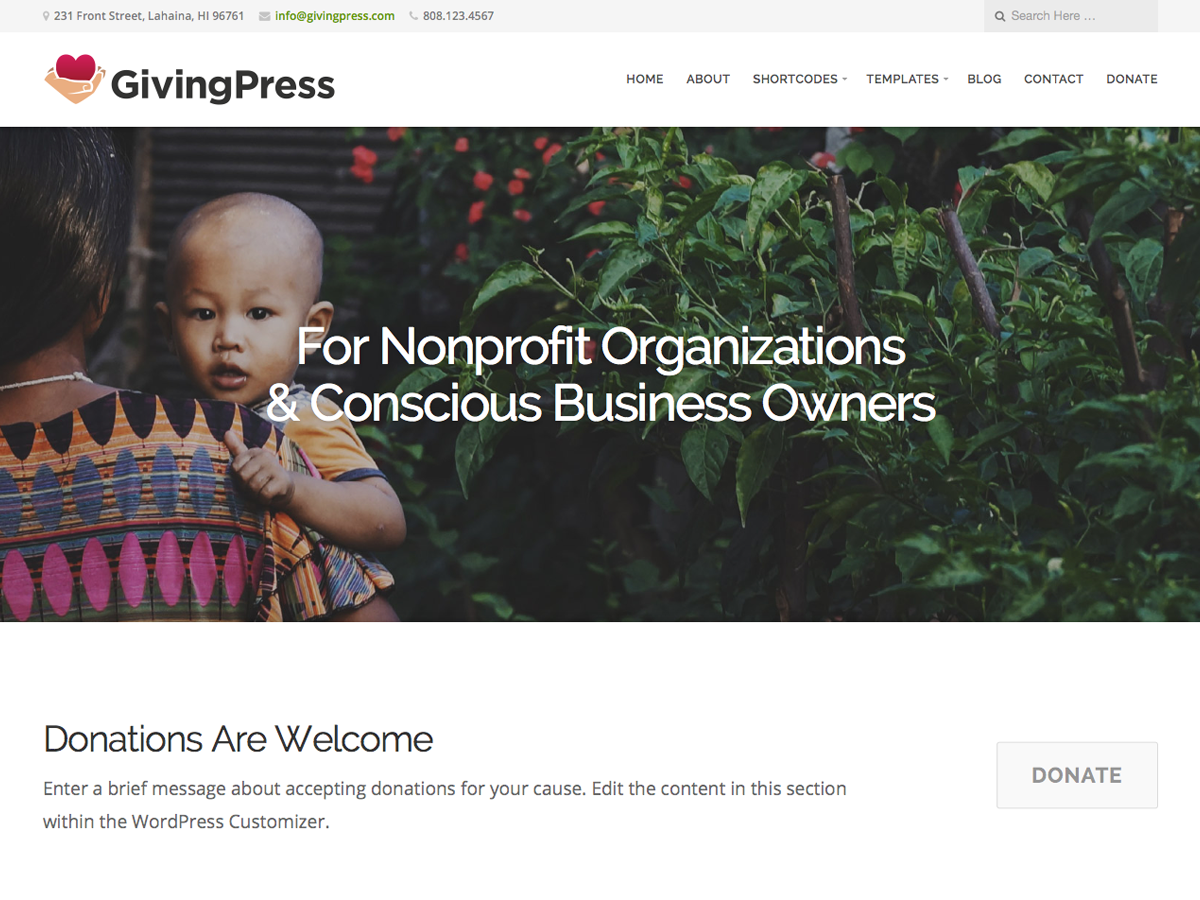 231 Front Street, Lahaina, HI 96761 info@givingpress.com 808.123.4567 Search Here ...
GivingPress
HOME ABOUT SHORTCODES TEMPLATES BLOG CONTACT DONATE
For Nonprofit Organizations
& Conscious Business Owners
Donations Are Welcome
Enter a brief message about accepting donations for your cause. Edit the content in this section
within the WordPress Customizer.
DONATE